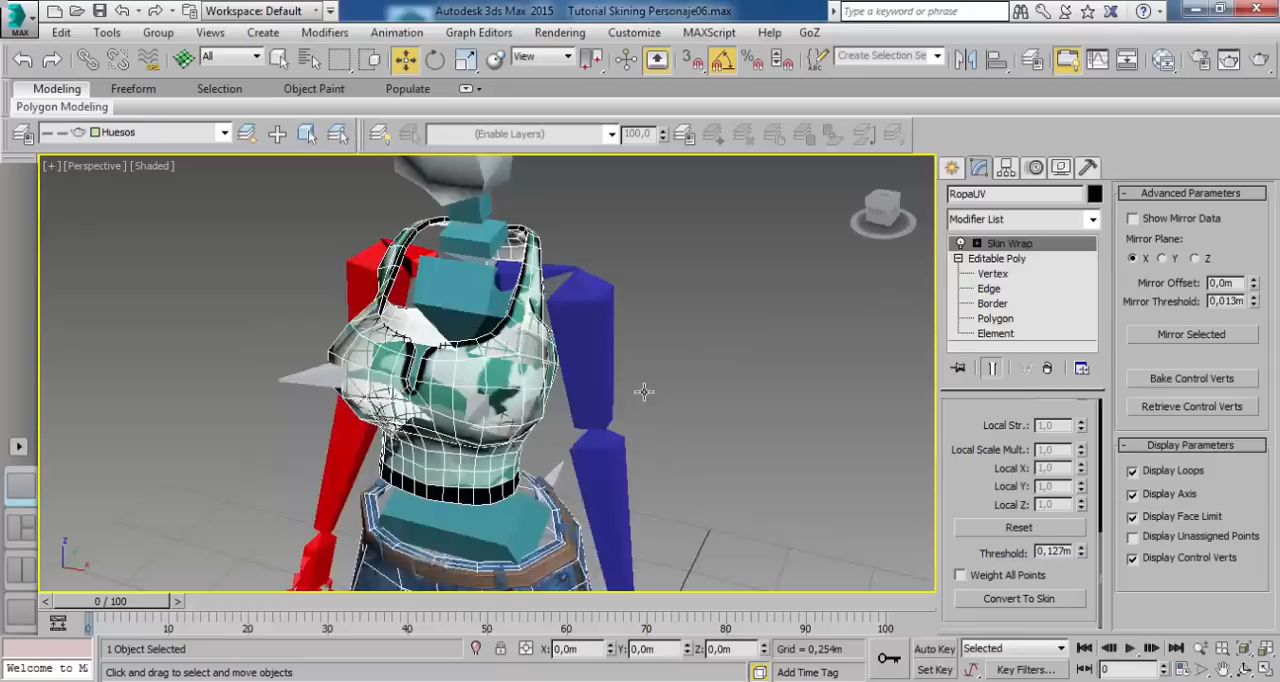 MAX
Workspace: Default
Autodesk 3ds Max 2015
Tutorial Skining Personaje06.max
Type a keyword or phrase
Edit
Tools
Group
Views
Create
Modifiers
Animation
Graph Editors
Rendering
Customize
MAXScript
Help
GoZ
All
View
3
Create Selection Se
Modeling
Freeform
Selection
Object Paint
Populate
Polygon Modeling
Huesos
(Enable Layers)
100,0
[+] [Perspective] [Shaded]
RopaUV
Modifier List
Skin Wrap
Editable Poly
Vertex
Edge
Border
Polygon
Element
Local Str.: 1,0
Local Scale Mult.: 1,0
Local X: 1,0
Local Y: 1,0
Local Z: 1,0
Reset
Threshold: 0,127m
Weight All Points
Convert To Skin
Advanced Parameters
Show Mirror Data
Mirror Plane:
X Y Z
Mirror Offset: 0,0m
Mirror Threshold: 0,013m
Mirror Selected
Bake Control Verts
Retrieve Control Verts
Display Parameters
Display Loops
Display Axis
Display Face Limit
Display Unassigned Points
Display Control Verts
z
x
0 / 100
0 10 20 30 40 50 60 70 80 90 100
1 Object Selected
X: 0,0m
Y: 0,0m
Z: 0,0m
Grid = 0,254m
Auto Key
Selected
Welcome to M
Click and drag to select and move objects
Add Time Tag
Set Key
Key Filters...
0